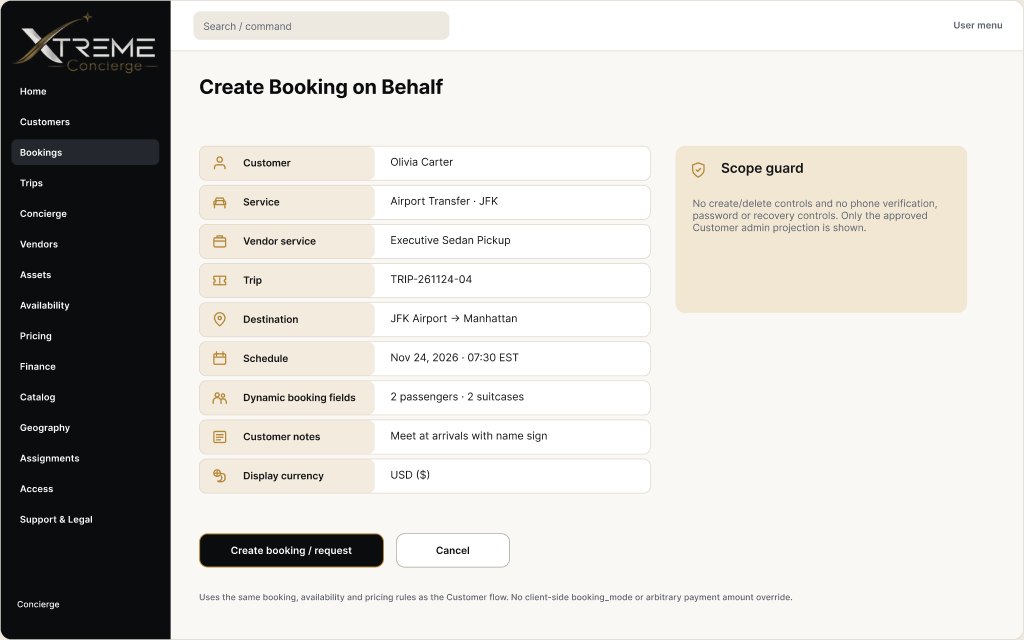 XTREME
Concierge
Home
Customers
Bookings
Trips
Concierge
Vendors
Assets
Availability
Pricing
Finance
Catalog
Geography
Assignments
Access
Support & Legal
Concierge
Search / command
User menu
Create Booking on Behalf
Customer
Olivia Carter
Service
Airport Transfer · JFK
Vendor service
Executive Sedan Pickup
Trip
TRIP-261124-04
Destination
JFK Airport → Manhattan
Schedule
Nov 24, 2026 · 07:30 EST
Dynamic booking fields
2 passengers · 2 suitcases
Customer notes
Meet at arrivals with name sign
Display currency
USD ($)
Scope guard
No create/delete controls and no phone verification,
password or recovery controls. Only the approved
Customer admin projection is shown.
Create booking / request
Cancel
Uses the same booking, availability and pricing rules as the Customer flow. No client-side booking_mode or arbitrary payment amount override.